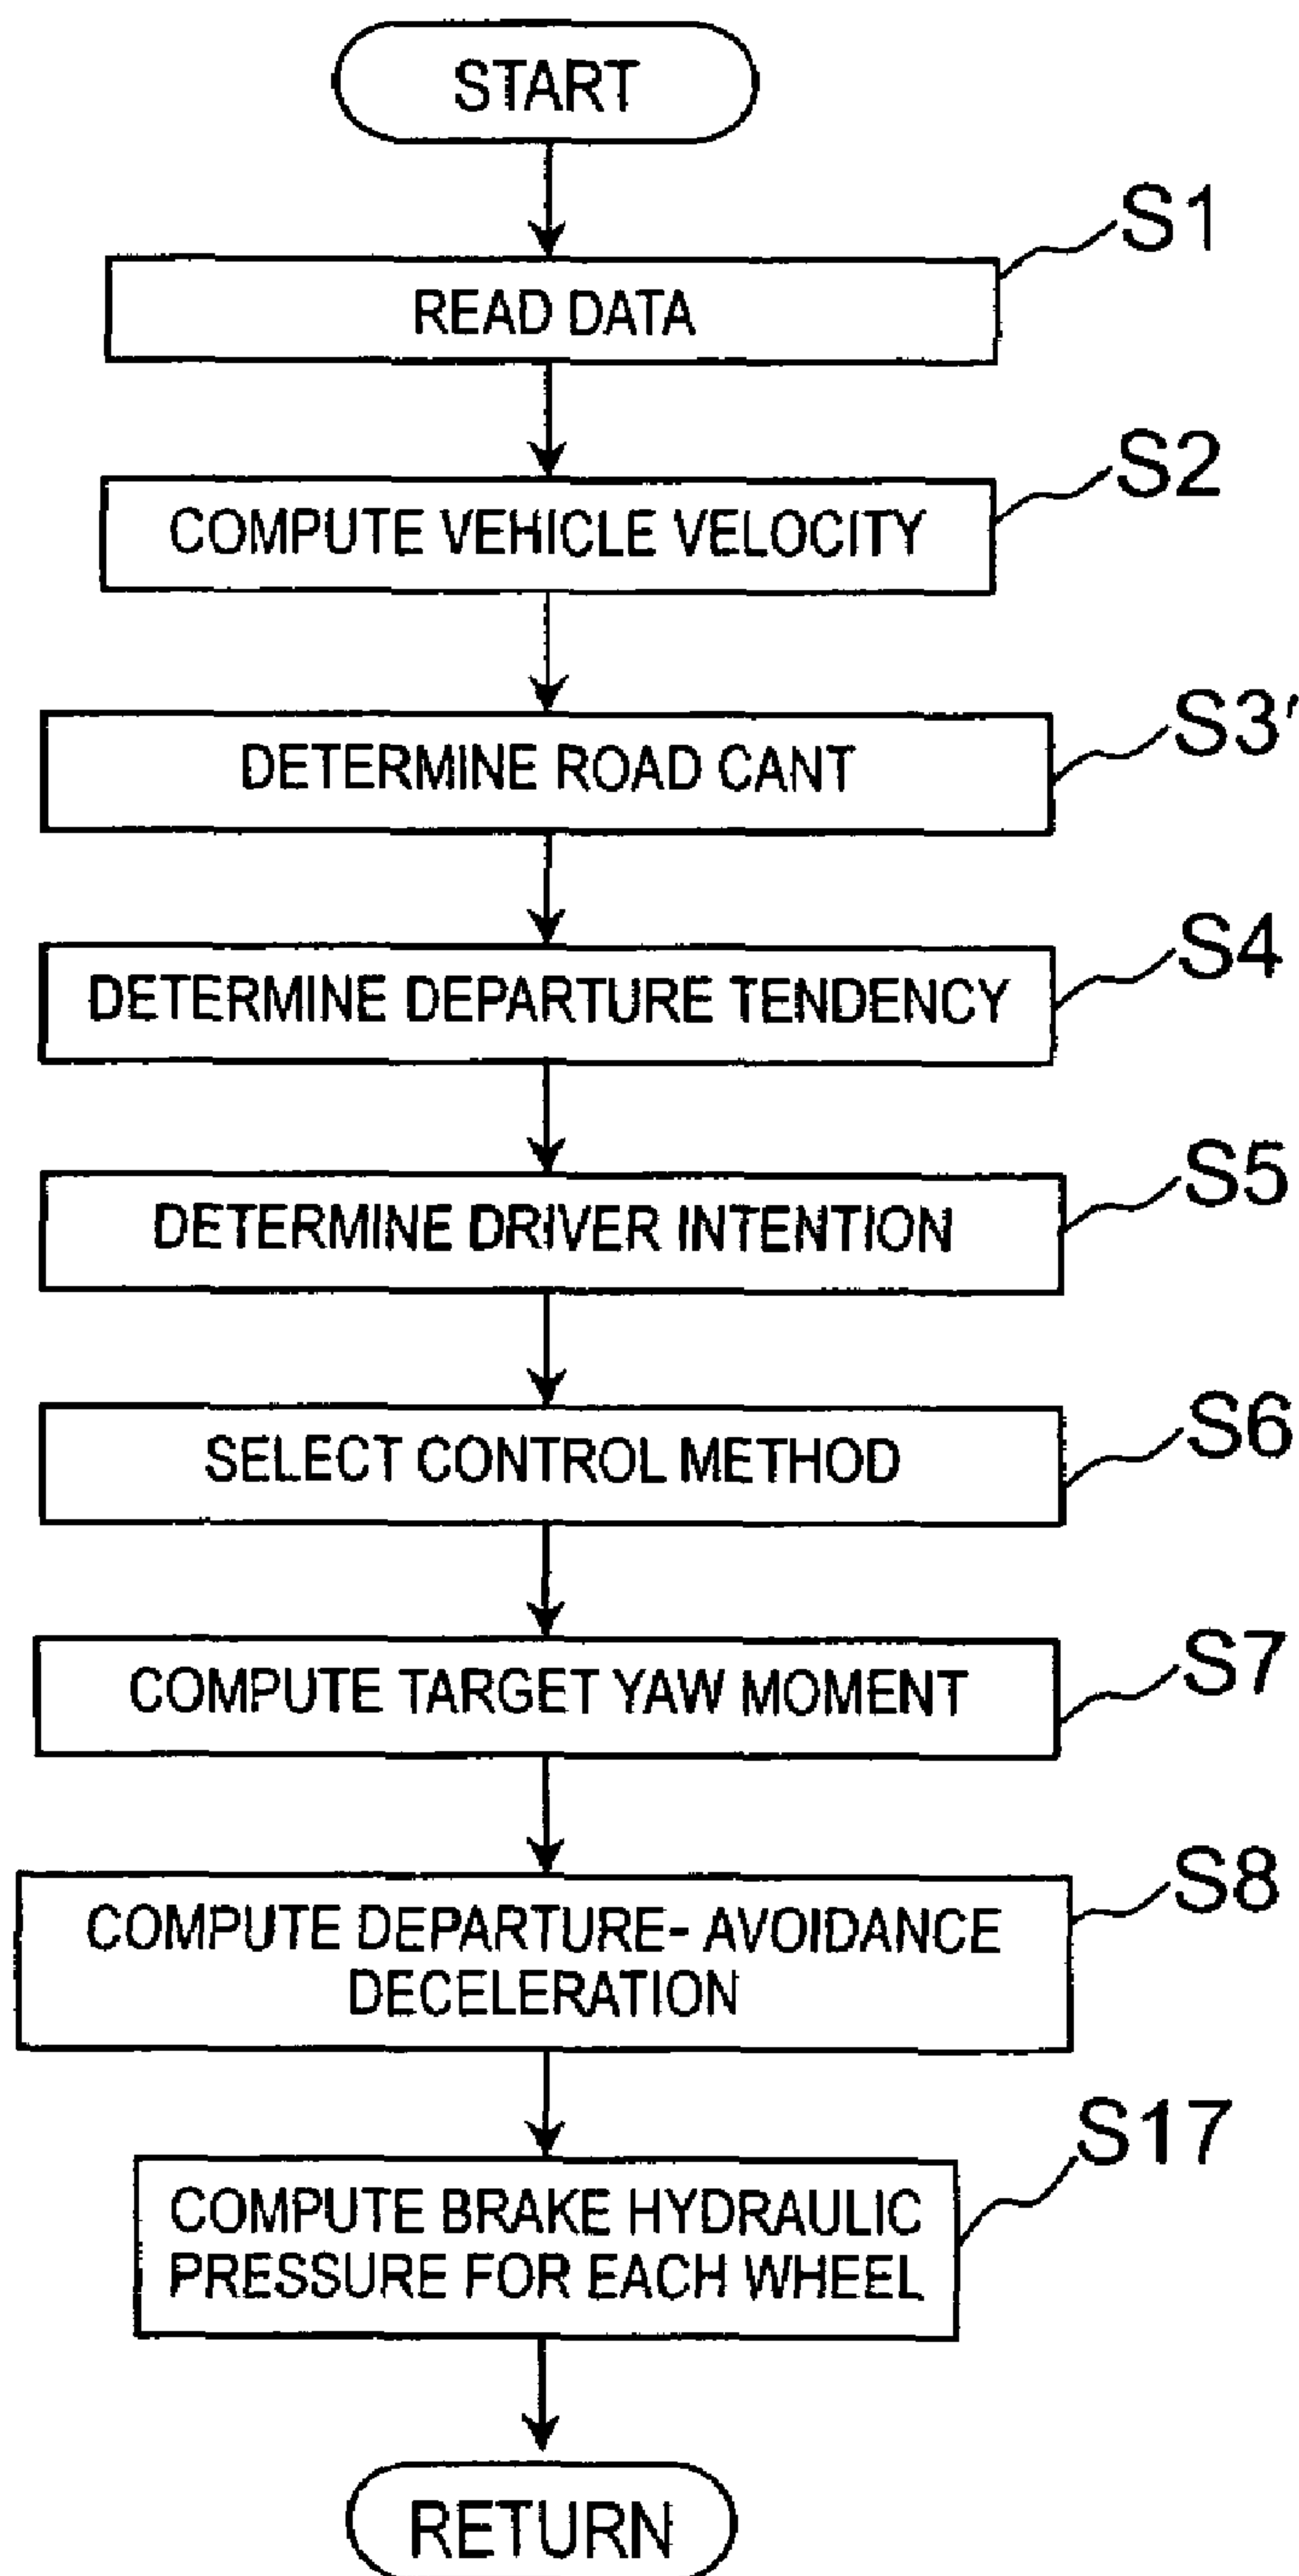 START
S1
READ DATA
S2
COMPUTE VEHICLE VELOCITY
S3'
DETERMINE ROAD CANT
S4
DETERMINE DEPARTURE TENDENCY
S5
DETERMINE DRIVER INTENTION
S6
SELECT CONTROL METHOD
S7
COMPUTE TARGET YAW MOMENT
S8
COMPUTE DEPARTURE- AVOIDANCE
DECELERATION
S17
COMPUTE BRAKE HYDRAULIC
PRESSURE FOR EACH WHEEL
RETURN